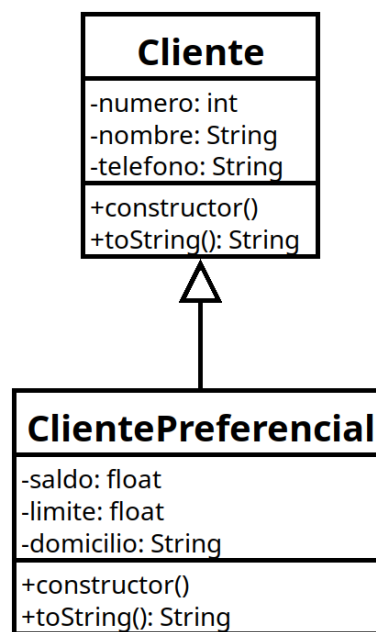 Cliente
-numero: int
-nombre: String
-telefono: String
+constructor()
+toString(): String
ClientePreferencial
-saldo: float
-limite: float
-domicilio: String
+constructor()
+toString(): String